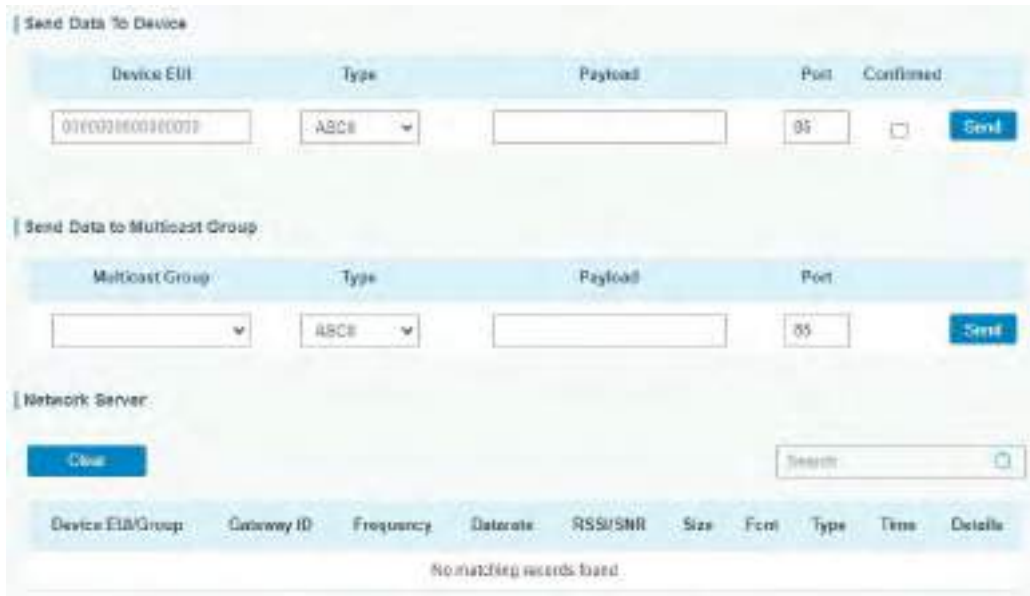 Send Data To Device
Device EUI Type Payload Port Confirmed
0000000000000000 ASCII 85 Send
Send Data to Multicast Group
Multicast Group Type Payload Port
ASCII 85 Send
Network Server
Clear Search
Device EUI/Group Gateway ID Frequency Datarate RSSI/SNR Size Fcnt Type Time Details
No matching records found